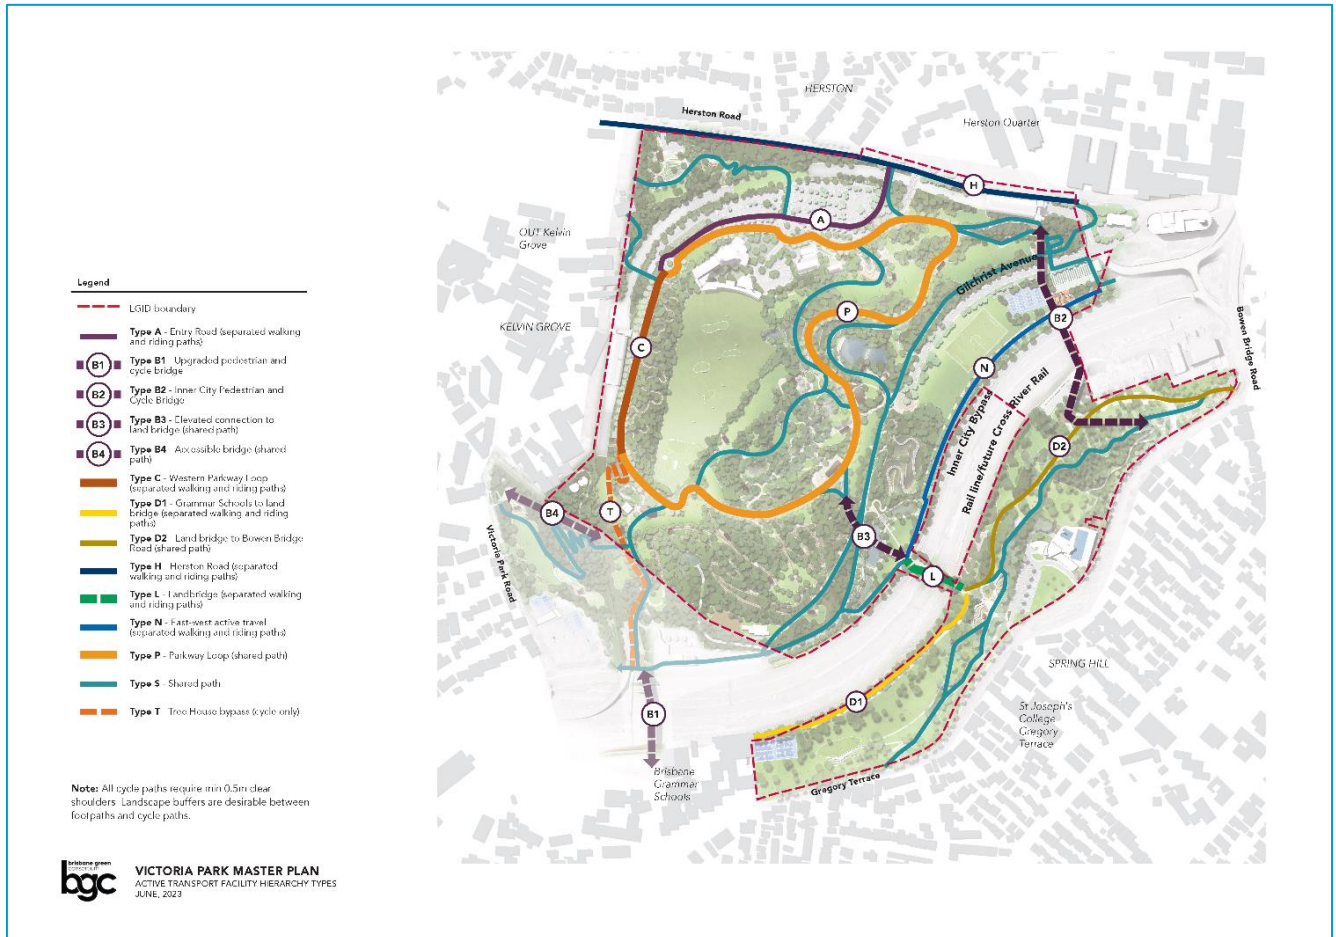 Legend
LGID boundary
Type A - Entry Road (separated walking
and riding paths)
B1
Type B1 - Upgraded pedestrian and
cycle bridge
B2
Type B2 - Inner City Pedestrian and
Cycle Bridge
B3
Type B3 - Elevated connection to
land bridge (shared path)
B4
Type B4 - Accessible bridge (shared
path)
Type C - Western Parkway Loop
(separated walking and riding paths)
Type D1 - Grammar Schools to land
bridge (separated walking and riding
paths)
Type D2 - Land bridge to Bowen Bridge
Road (shared path)
Type H - Herston Road (separated
walking and riding paths)
Type L - Landbridge (separated walking
and riding paths)
Type N - East-west active travel
(separated walking and riding paths)
Type P - Parkway Loop (shared path)
Type S - Shared path
Type T - Tree House bypass (cycle only)
Note: All cycle paths require min 0.5m clear
shoulders. Landscape buffers are desirable between
footpaths and cycle paths.
brisbane green
bgc
VICTORIA PARK MASTER PLAN
ACTIVE TRANSPORT FACILITY HIERARCHY TYPES
JUNE, 2023
HERSTON
Herston Road
Herston Quarter
H
A
QUT Kelvin
Grove
Gilchrist Avenue
KELVIN GROVE
P
B2
C
N
Bowen Bridge Road
Inner City Bypass
Rail line/future Cross River Rail
D2
B4
T
B3
Victoria Park Road
L
SPRING HILL
D1
B1
St Joseph's
College
Gregory
Terrace
Brisbane
Grammar
Schools
Gregory Terrace